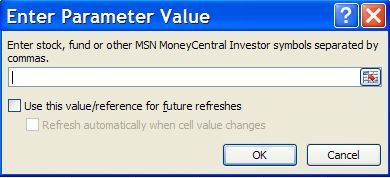 Enter Parameter Value
Enter stock, fund or other MSN MoneyCentral Investor symbols separated by
commas.
Use this value/reference for future refreshes
Refresh automatically when cell value changes
OK Cancel